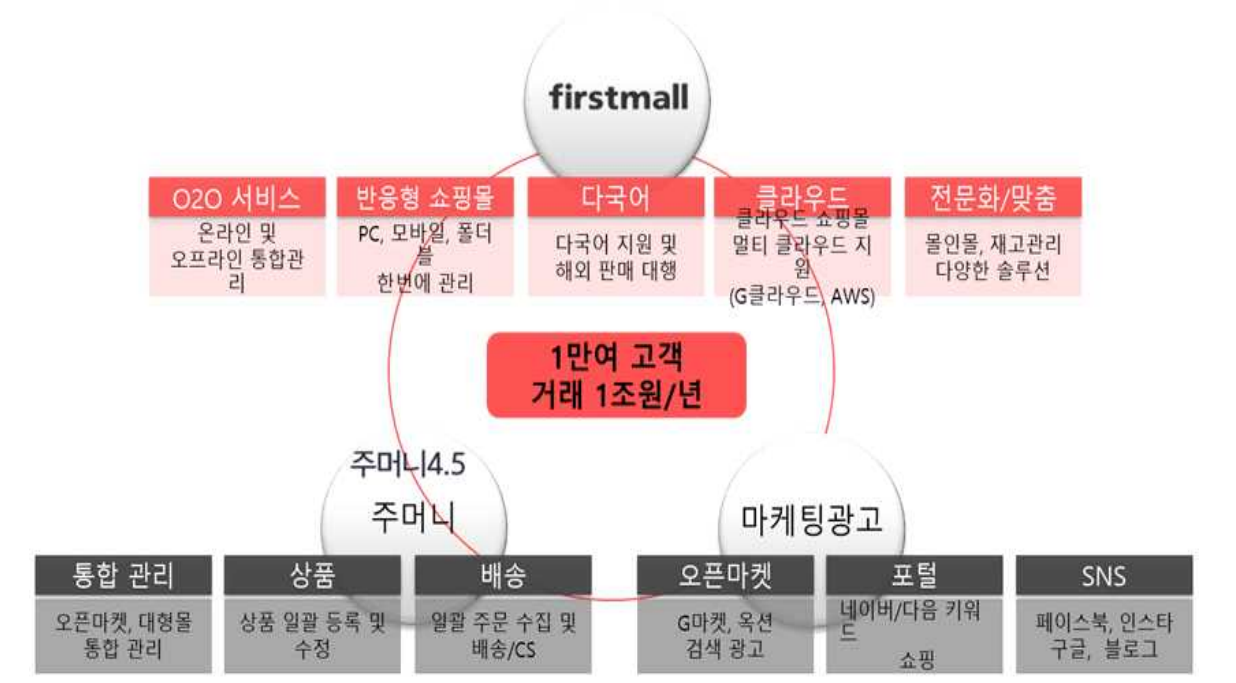 firstmall
O2O 서비스
온라인 및
오프라인 통합관
리
반응형 쇼핑몰
PC, 모바일, 폴더
블
한번에 관리
다국어
다국어 지원 및
해외 판매 대행
클라우드
클라우드 쇼핑몰
멀티 클라우드 지
원
(G클라우드, AWS)
전문화/맞춤
몰인몰, 재고관리
다양한 솔루션
1만여 고객
거래 1조원/년
주머니4.5
주머니
통합 관리
오픈마켓, 대형몰
통합 관리
상품
상품 일괄 등록 및
수정
배송
일괄 주문 수집 및
배송/CS
마케팅광고
오픈마켓
G마켓, 옥션
검색 광고
포털
네이버/다음 키워
드
쇼핑
SNS
페이스북, 인스타
구글, 블로그